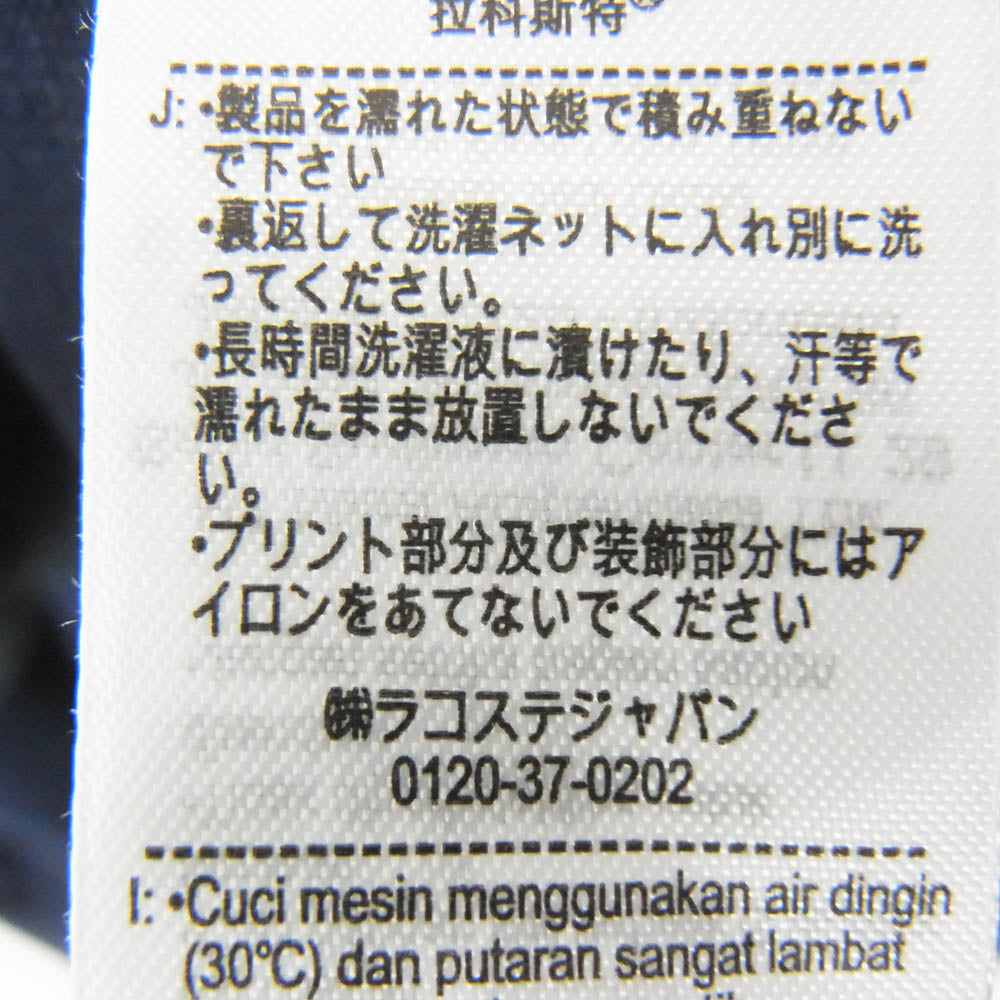 拉科斯特®
J: •製品を濡れた状態で積み重ねない
で下さい
•裏返して洗濯ネットに入れ別に洗
ってください。
•長時間洗濯液に漬けたり、汗等で
濡れたまま放置しないでくださ
い。
•プリント部分及び装飾部分にはア
イロンをあてないでください
㈱ラコステジャパン
0120-37-0202
I: •Cuci mesin menggunakan air dingin
(30°C) dan putaran sangat lambat